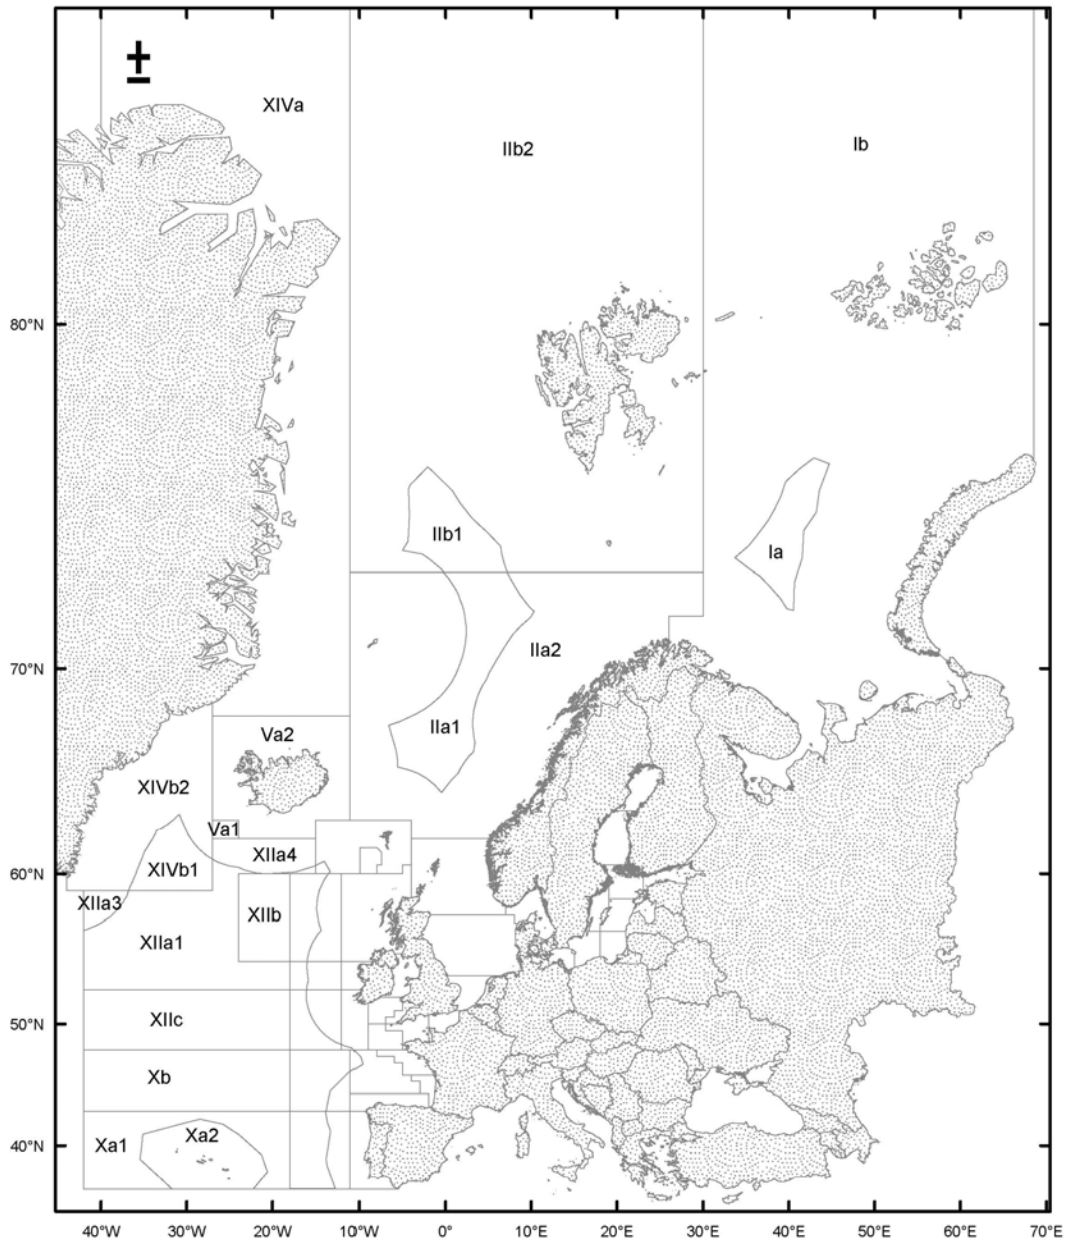 ±
XIVa
IIb2
Ib
80°N
IIb1
Ia
IIa2
70°N
IIa1
Va2
XIVb2
Va1
XIIa4
XIVb1
60°N
XIIa3
XIIb
XIIa1
XIIc
50°N
Xb
Xa1
Xa2
40°N
40°W 30°W 20°W 10°W 0° 10°E 20°E 30°E 40°E 50°E 60°E 70°E